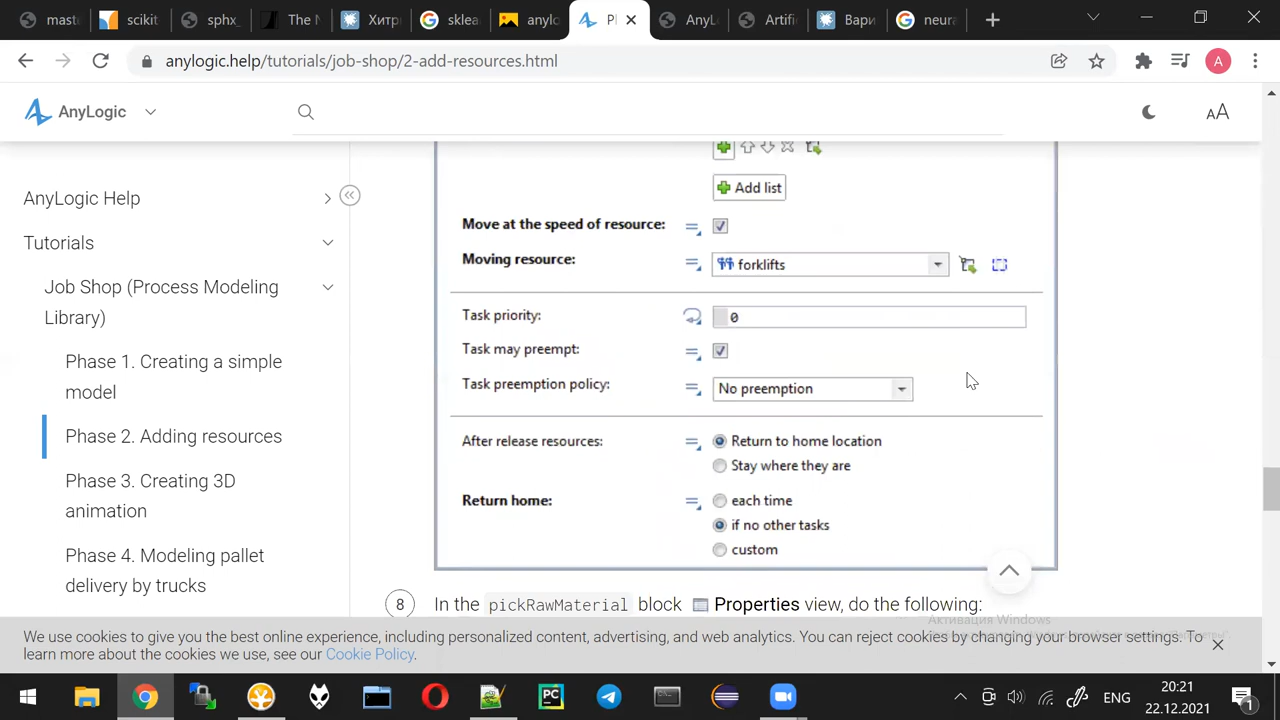 mast
scikit
sphx_
The N
Хитр
sklea
anylo
Pl
AnyL
Artifi
Вари
neura
anylogic.help/tutorials/job-shop/2-add-resources.html
A
AnyLogic
AA
AnyLogic Help
Tutorials
Job Shop (Process Modeling
Library)
Phase 1. Creating a simple
model
Phase 2. Adding resources
Phase 3. Creating 3D
animation
Phase 4. Modeling pallet
delivery by trucks
Add list
Move at the speed of resource:
Moving resource: forklifts
Task priority: 0
Task may preempt:
Task preemption policy: No preemption
After release resources: Return to home location
Stay where they are
Return home: each time
if no other tasks
custom
8 In the pickRawMaterial block Properties view, do the following:
Активация Windows
We use cookies to give you the best online experience, including personalized content, advertising, and web analytics. You can reject cookies by changing your browser settings. To
learn more about the cookies we use, see our Cookie Policy.
ENG
20:21
22.12.2021
1